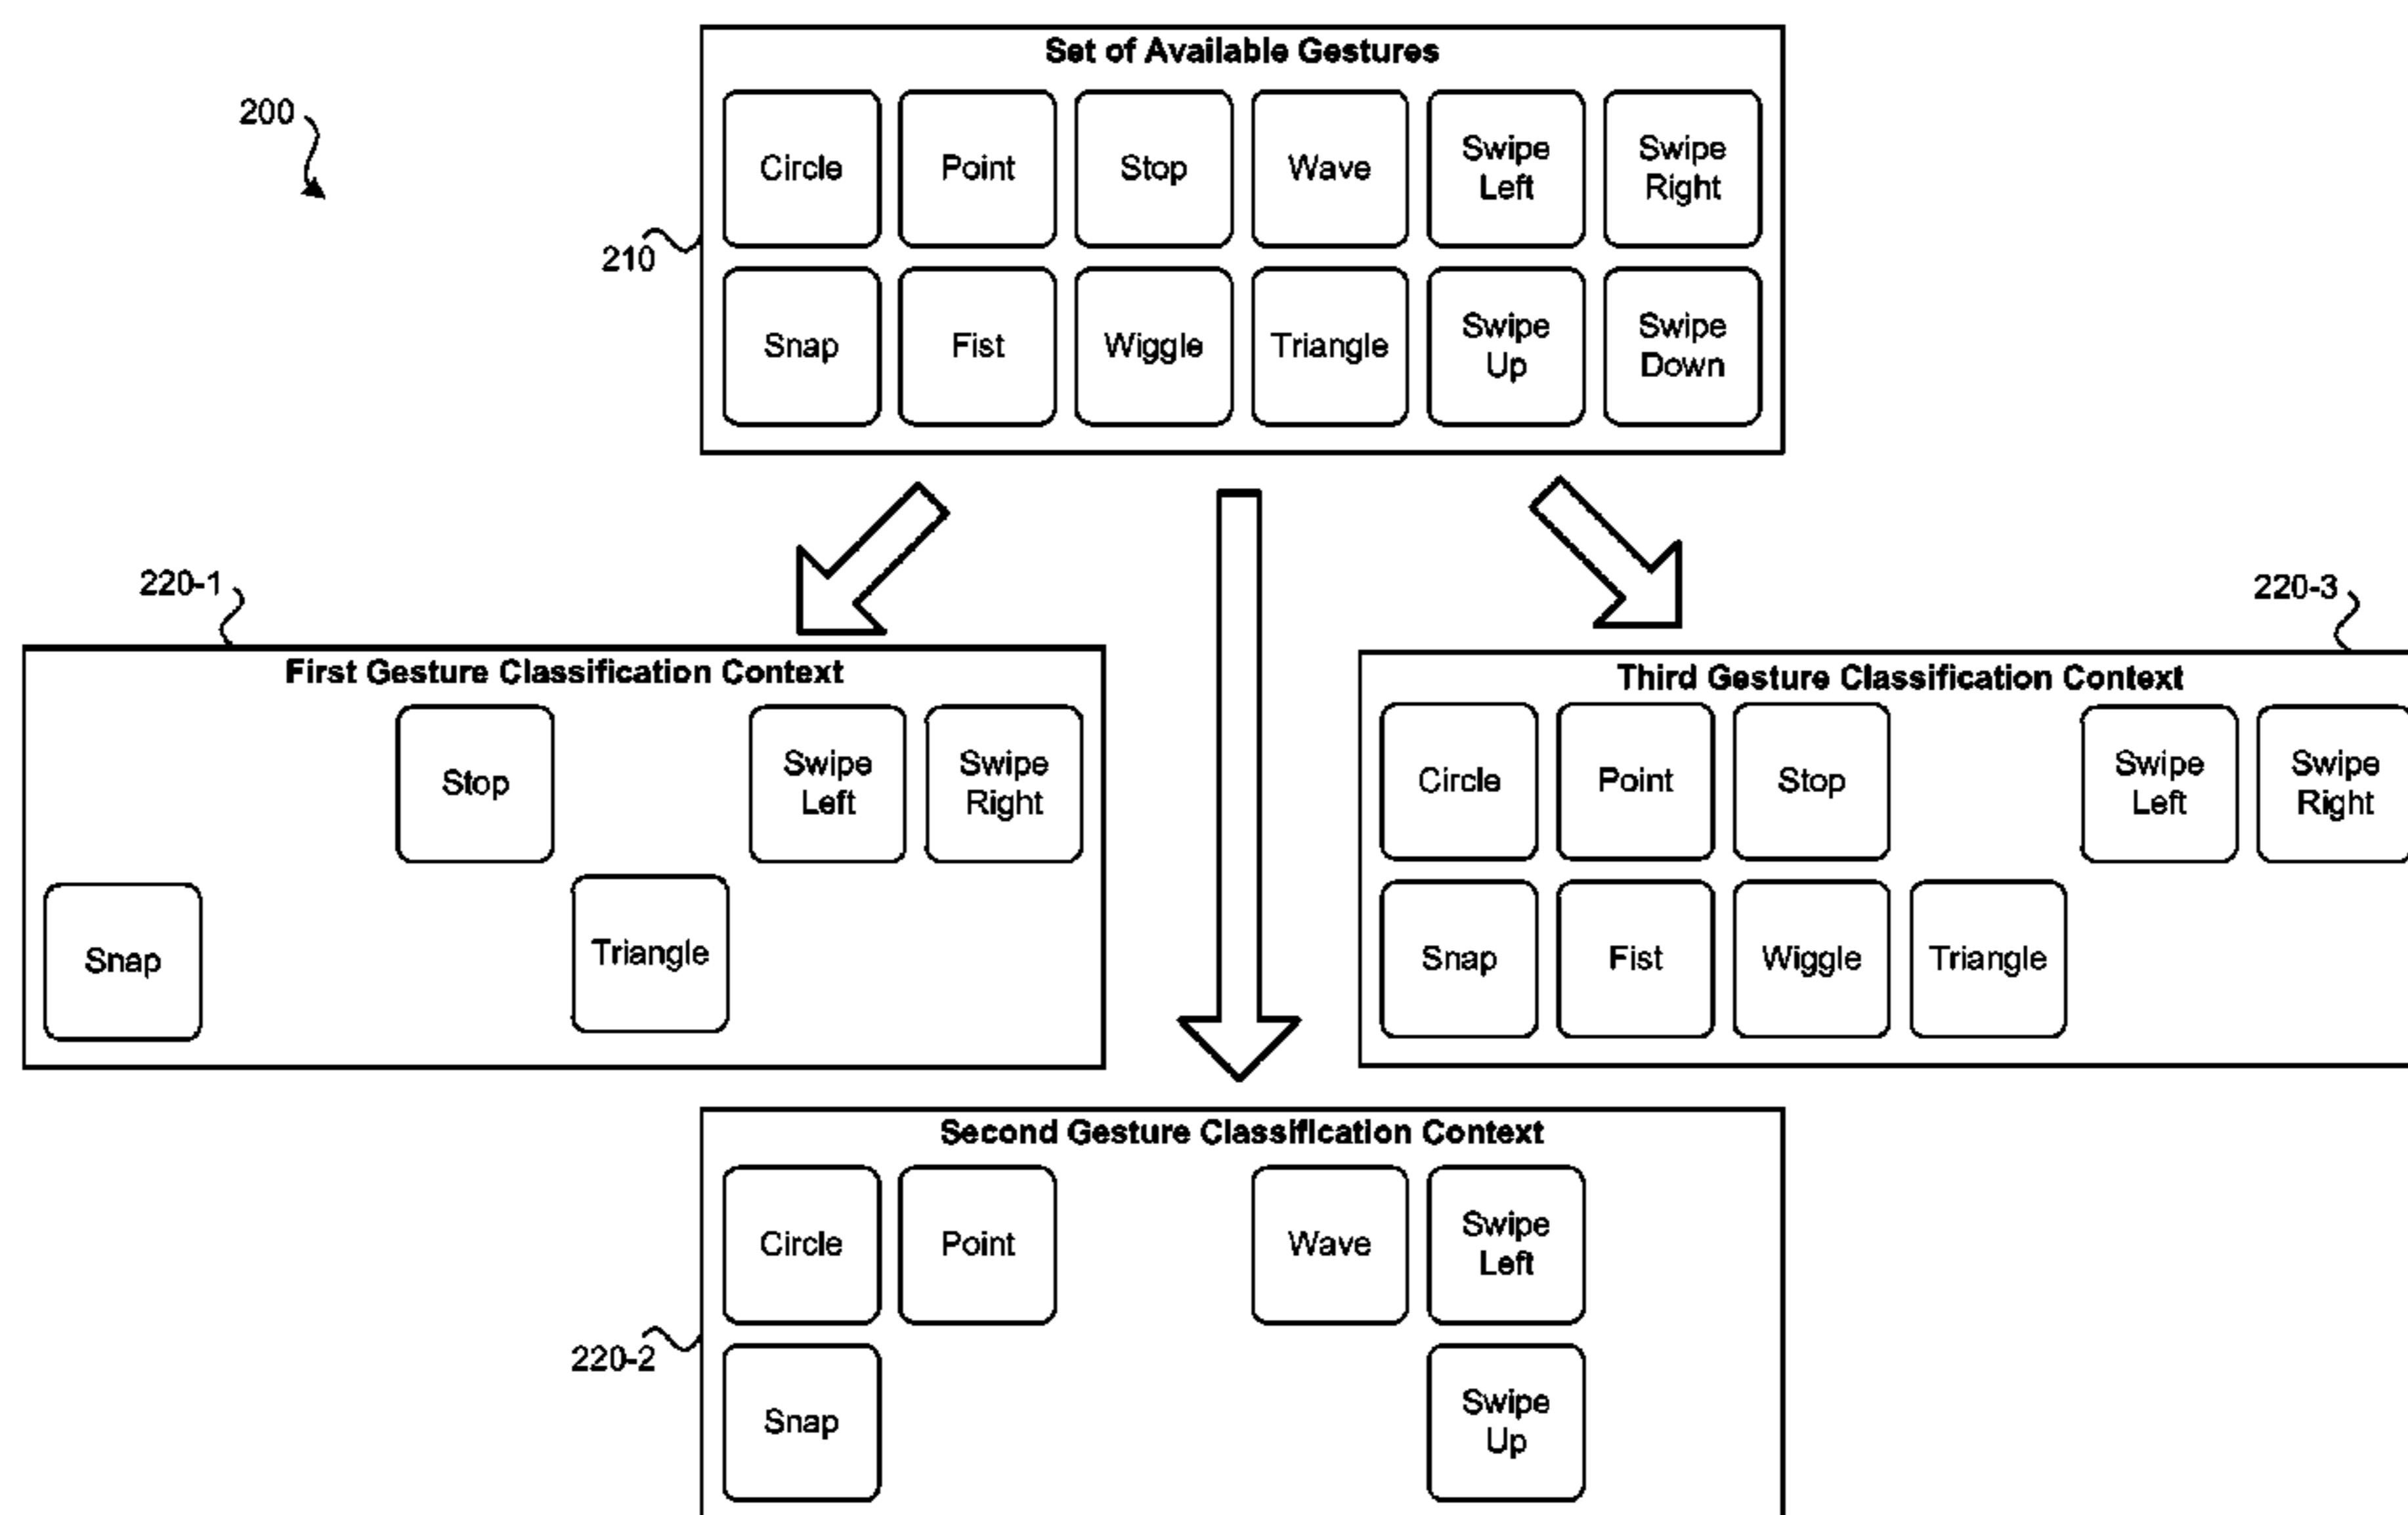 Set of Available Gestures
200
Circle
Point
Stop
Wave
Swipe
Left
Swipe
Right
210
Snap
Fist
Wiggle
Triangle
Swipe
Up
Swipe
Down
220-1
220-3
First Gesture Classification Context
Stop
Swipe
Left
Swipe
Right
Snap
Triangle
Third Gesture Classification Context
Circle
Point
Stop
Swipe
Left
Swipe
Right
Snap
Fist
Wiggle
Triangle
Second Gesture Classification Context
Circle
Point
Wave
Swipe
Left
220-2
Snap
Swipe
Up